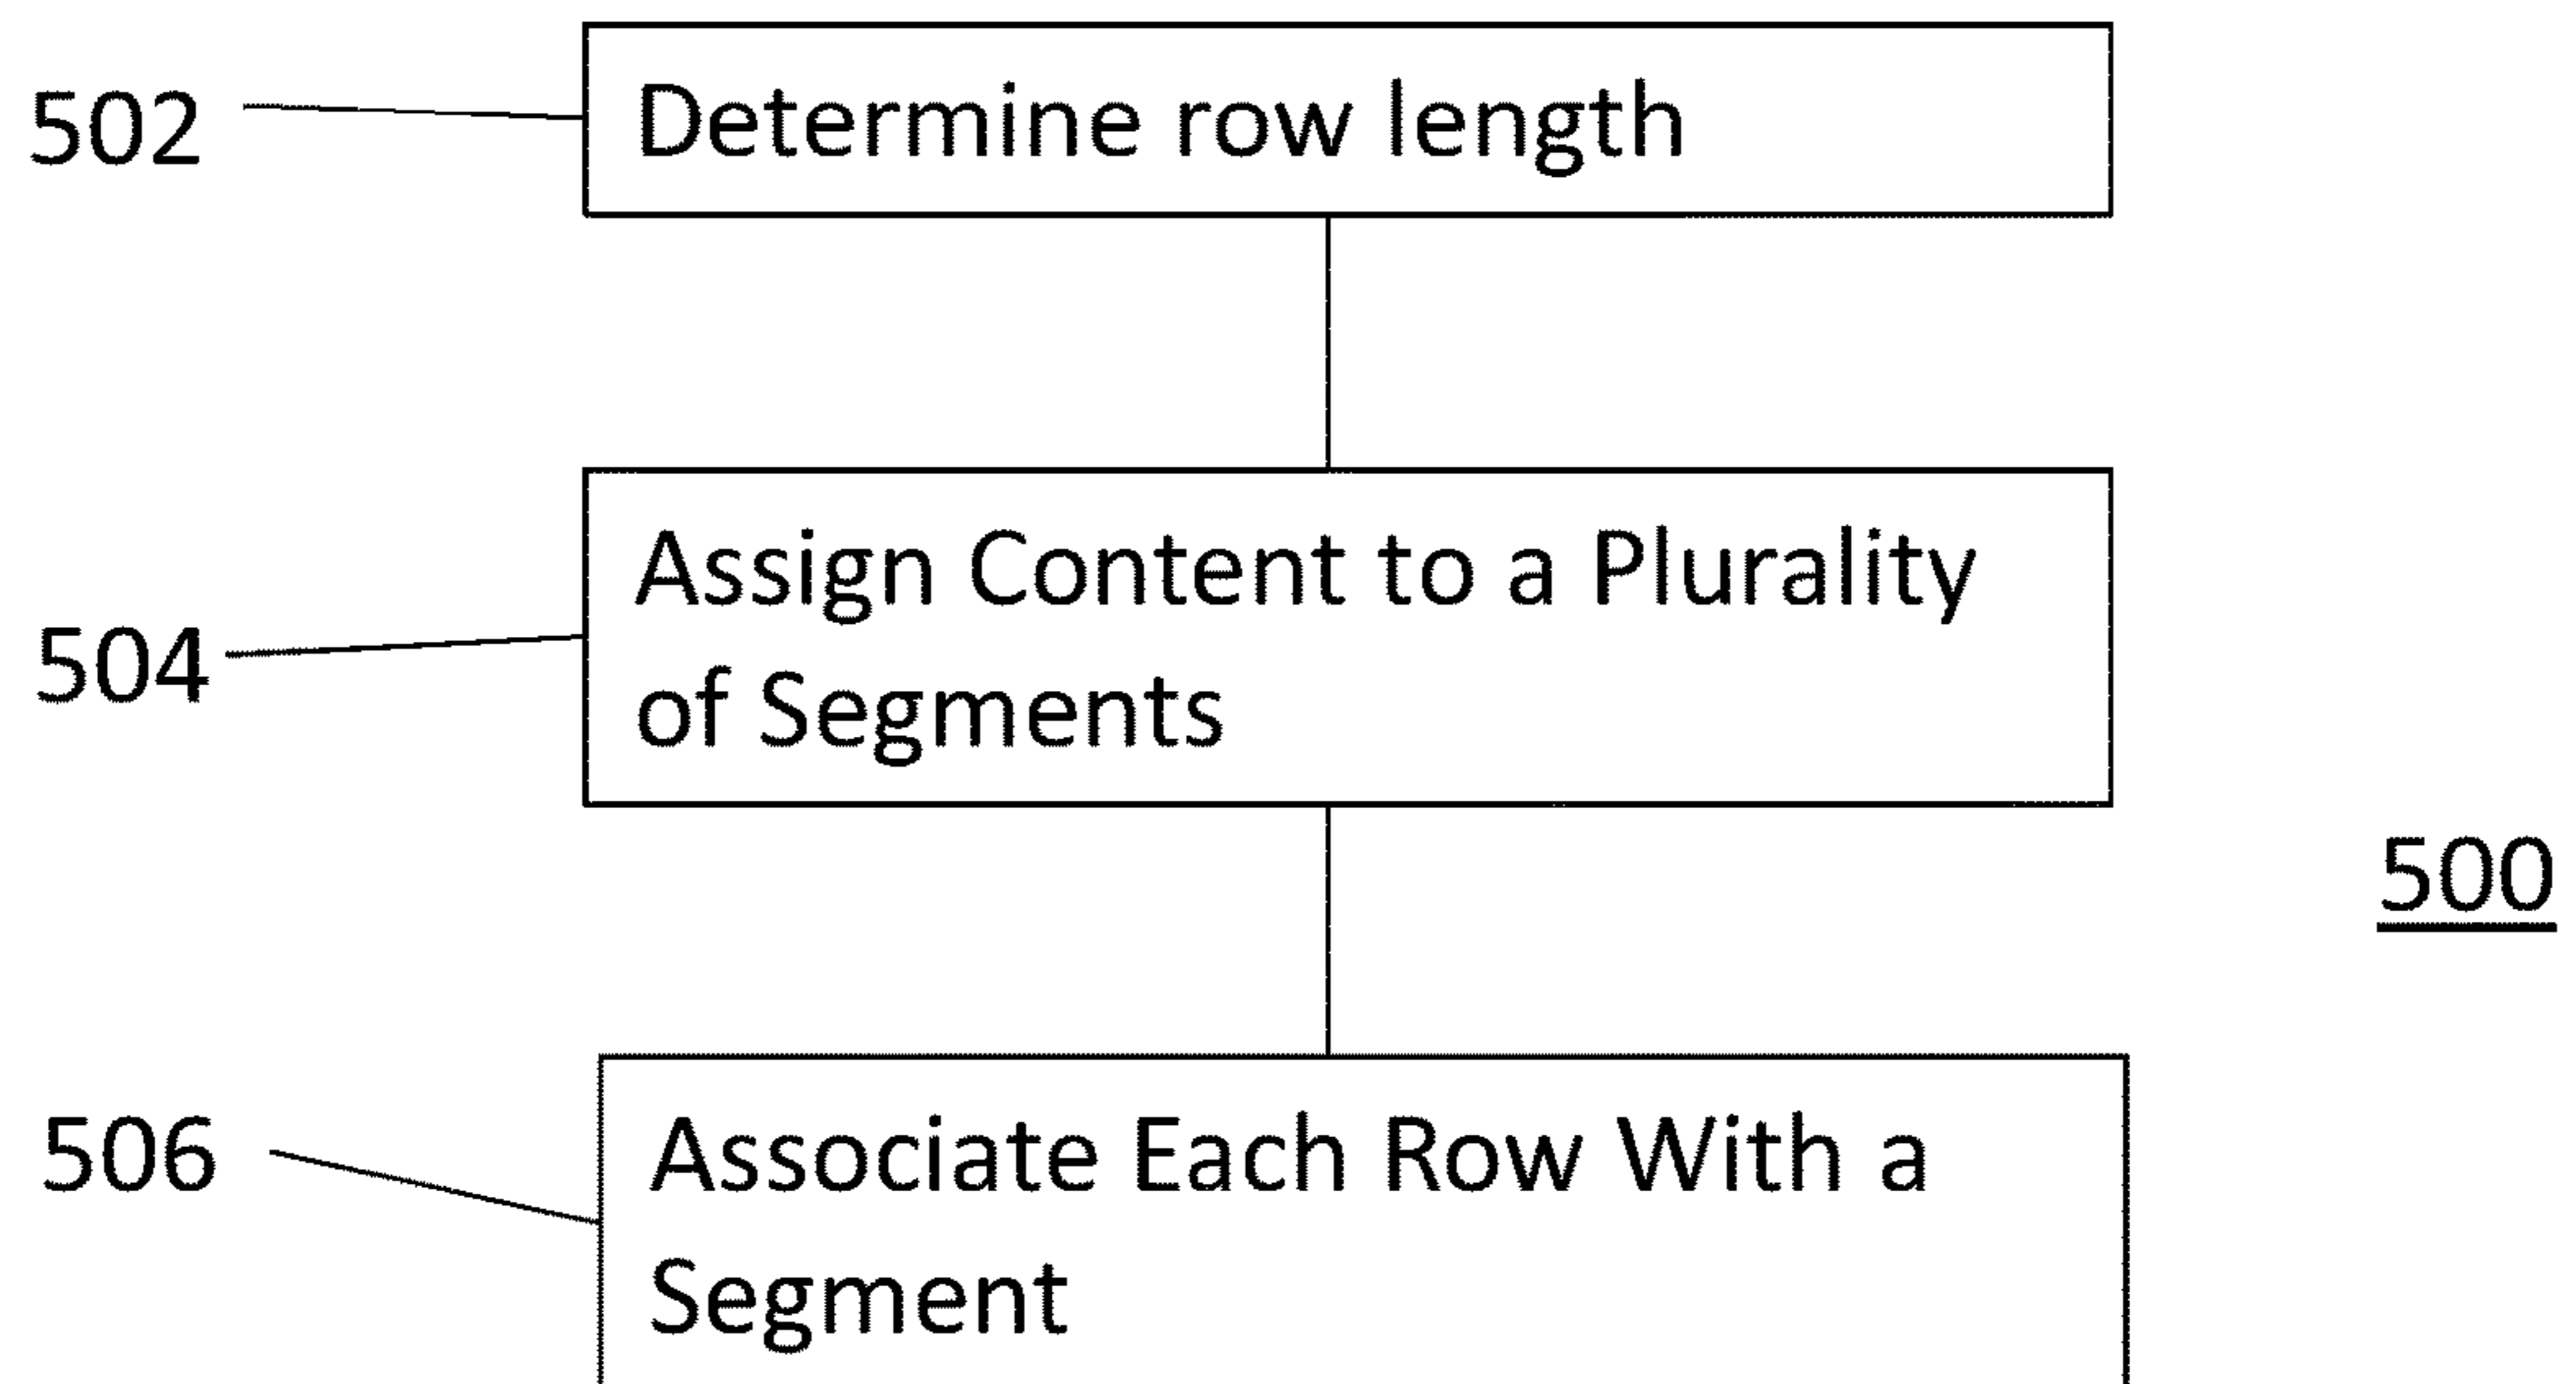 502
Determine row length
504
Assign Content to a Plurality
of Segments
500
506
Associate Each Row With a
Segment